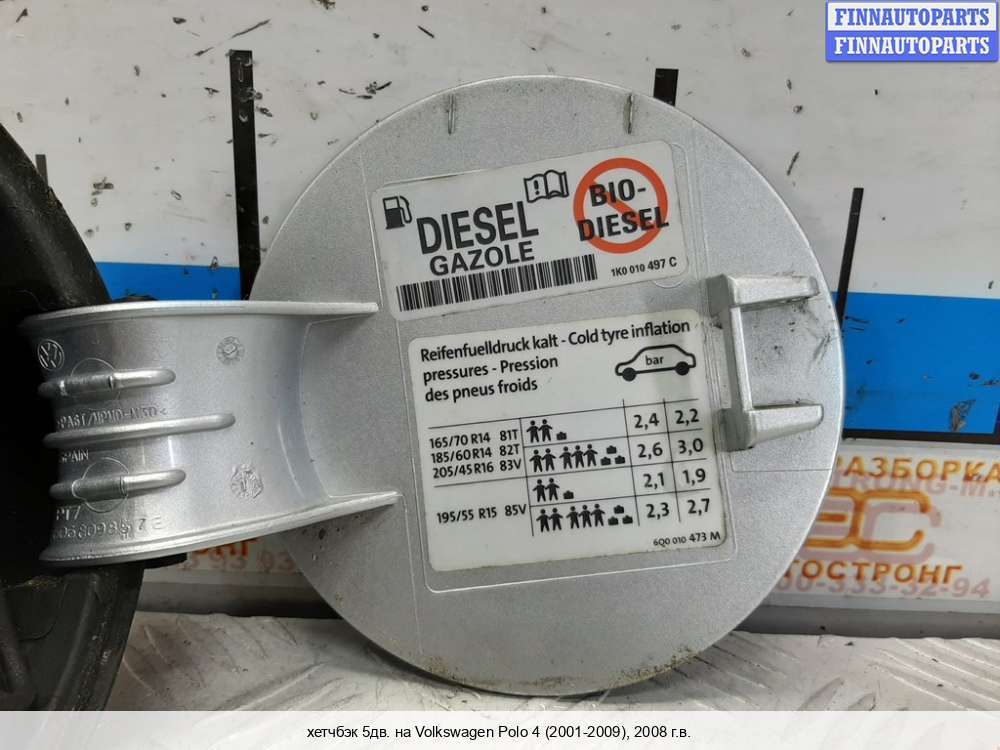 FINNAUTOPARTS
FINNAUTOPARTS
DIESEL
GAZOLE
BIO-
DIESEL
1K0 010 497 C
Reifenfuelldruck kalt - Cold tyre inflation
pressures - Pression
des pneus froids
bar
165/70 R14 81T
185/60 R14 82T
205/45 R16 83V
2,4 2,2
2,6 3,0
195/55 R15 85V
2,1 1,9
2,3 2,7
6Q0 010 473 M
SPAIN
РАЗБОРКА
хетчбэк 5дв. на Volkswagen Polo 4 (2001-2009), 2008 г.в.